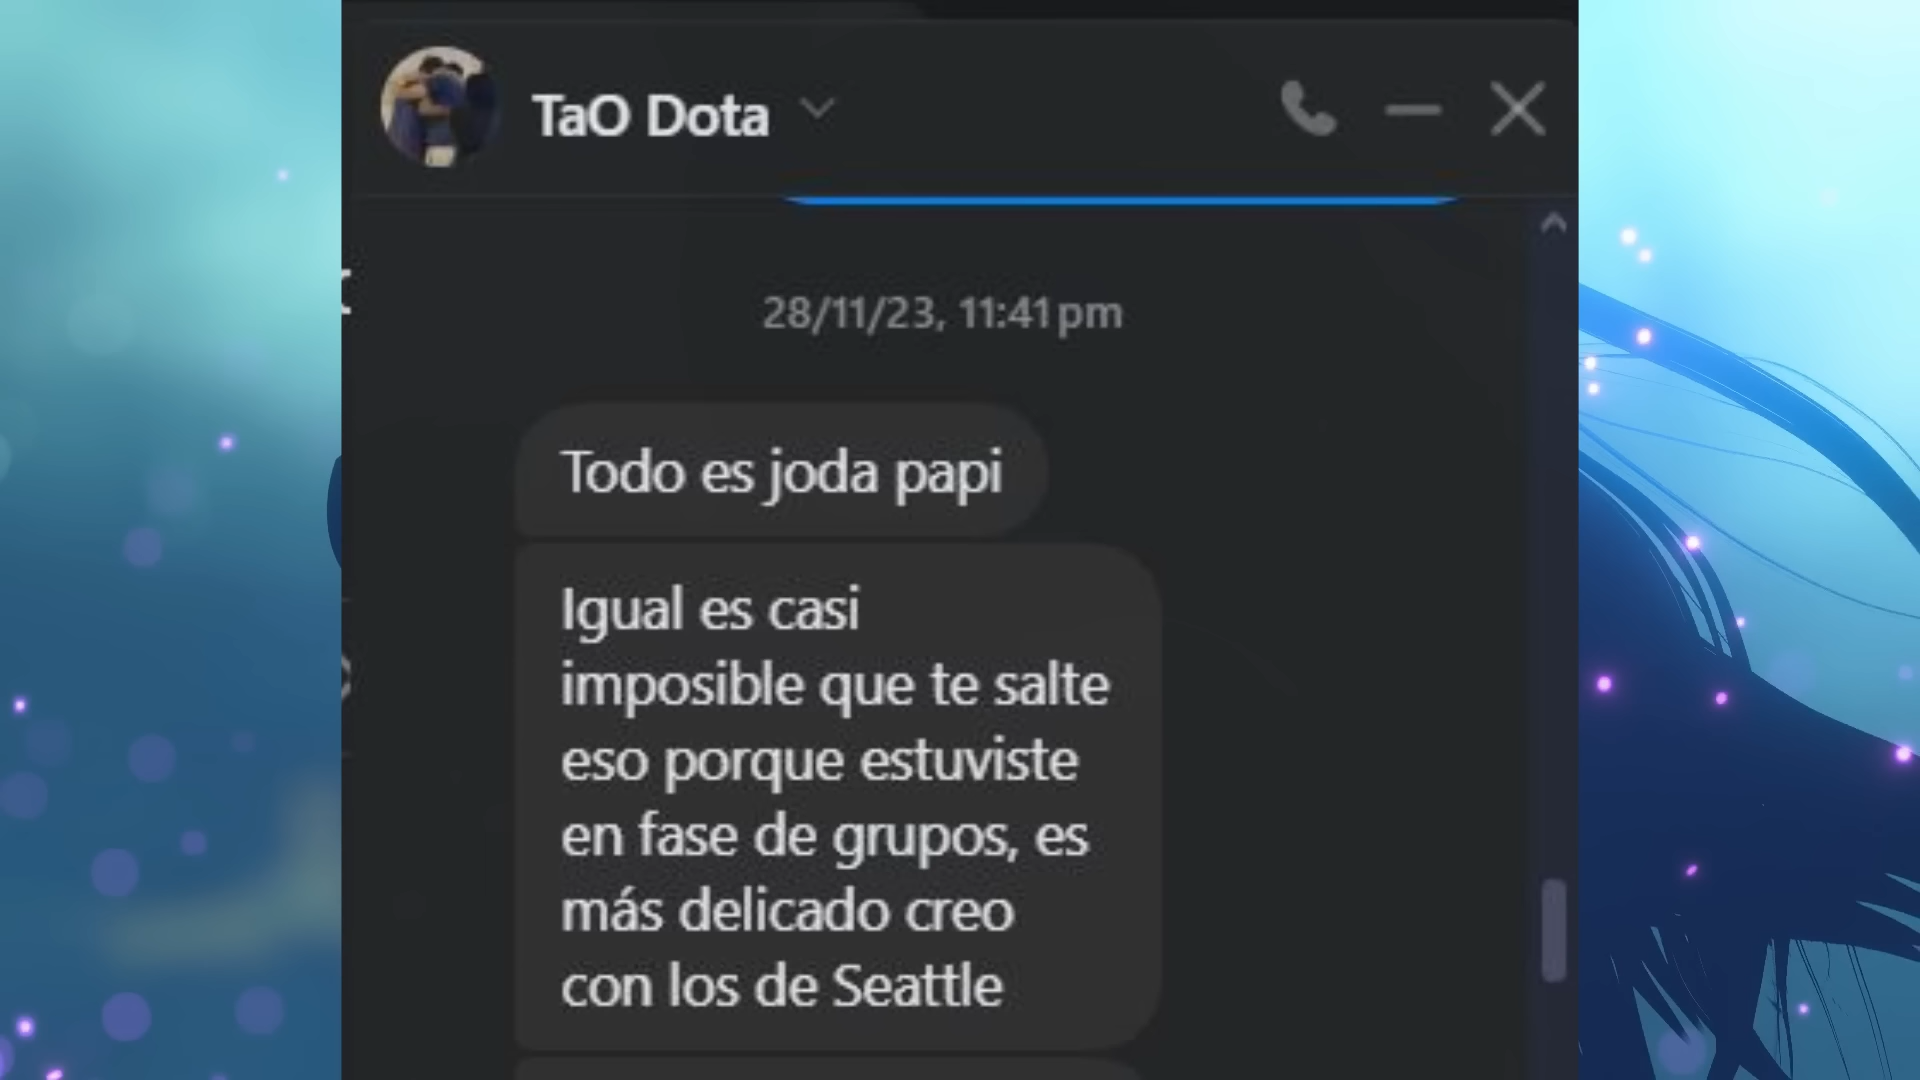 TaO Dota
28/11/23, 11:41 pm
Todo es joda papi
Igual es casi
imposible que te salte
eso porque estuviste
en fase de grupos, es
más delicado creo
con los de Seattle